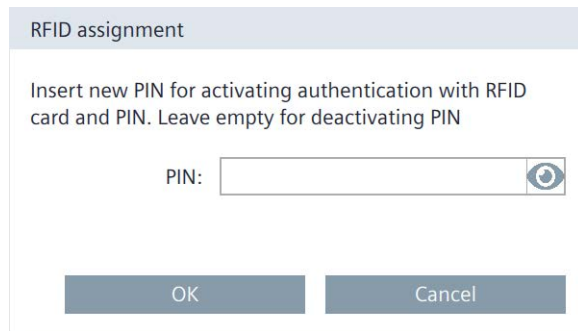 RFID assignment
Insert new PIN for activating authentication with RFID
card and PIN. Leave empty for deactivating PIN
PIN:
OK
Cancel